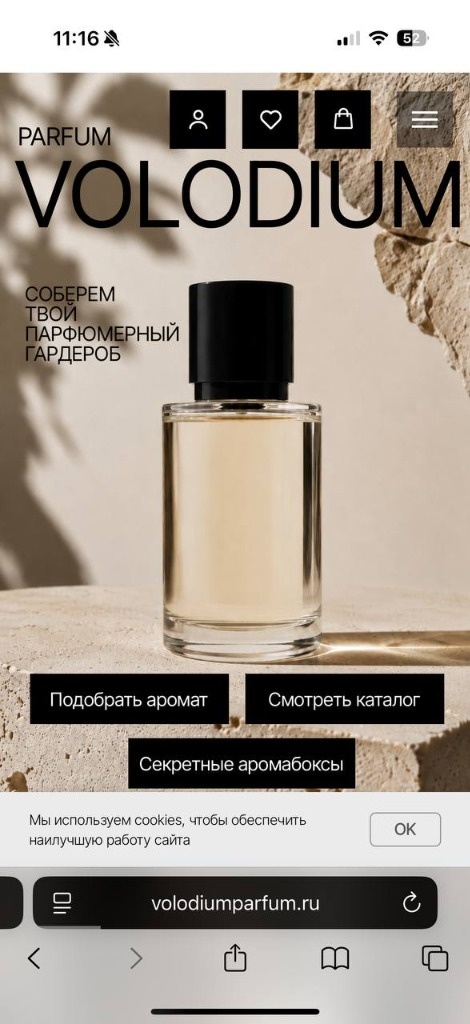 11:16
52
PARFUM
VOLODIUM
СОБЕРЕМ
ТВОЙ
ПАРФЮМЕРНЫЙ
ГАРДЕРОБ
Подобрать аромат
Смотреть каталог
Секретные аромабоксы
Мы используем cookies, чтобы обеспечить
наилучшую работу сайта
OK
volodiumparfum.ru